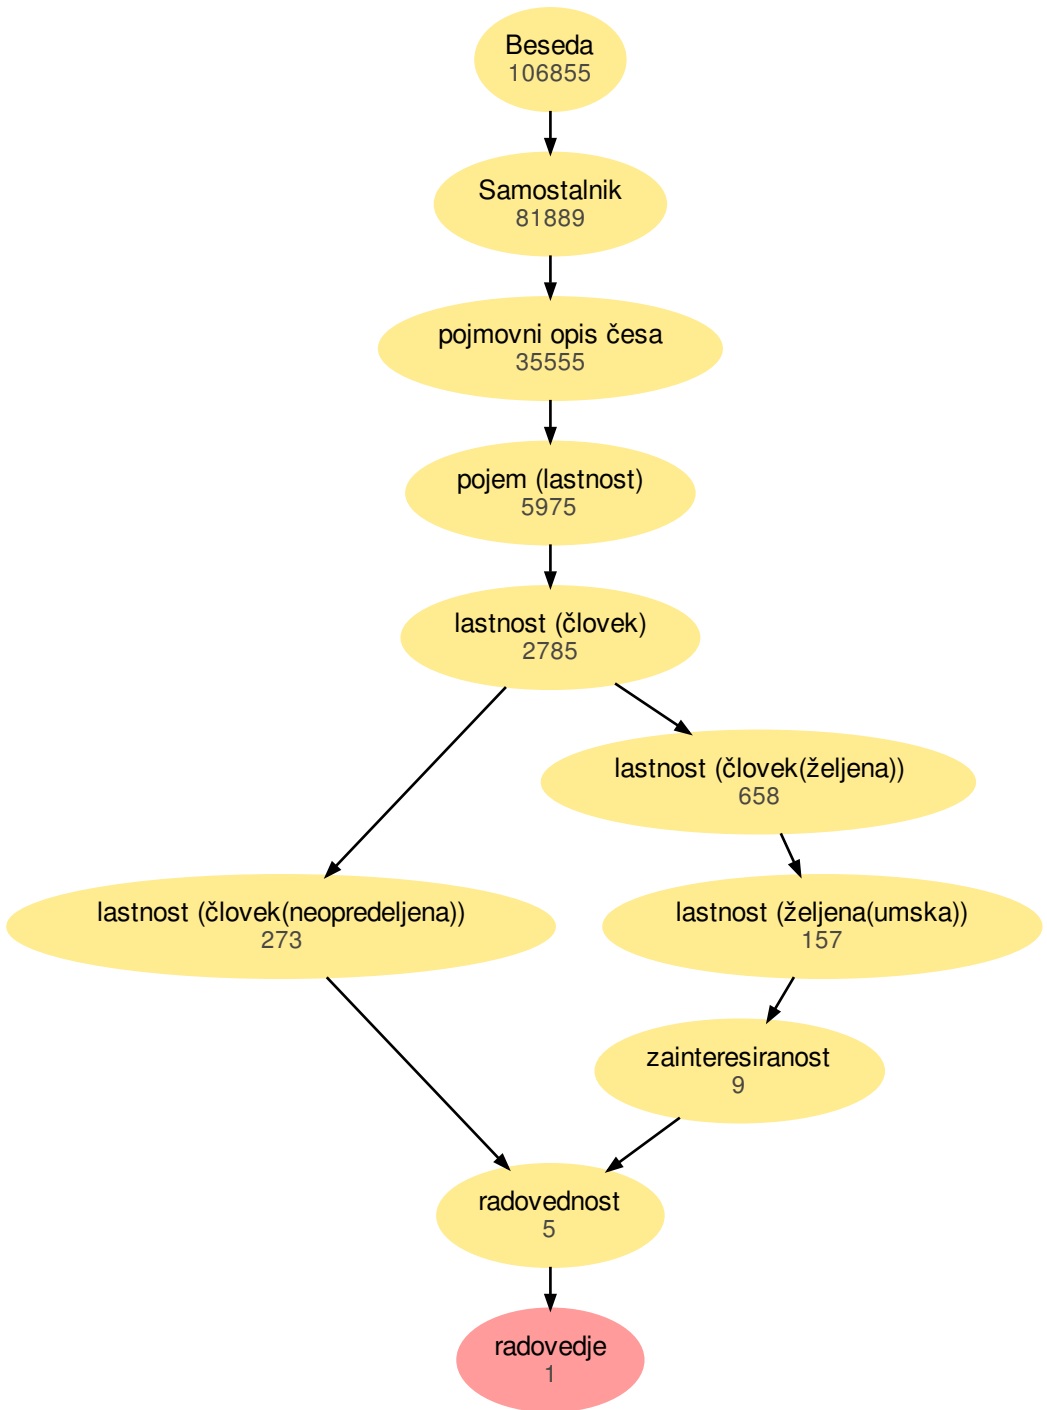 Beseda
106855
Samostalnik
81889
pojmovni opis česa
35555
pojem (lastnost)
5975
lastnost (človek)
2785
lastnost (človek(željena))
658
lastnost (človek(neopredeljena))
273
lastnost (željena(umska))
157
zainteresiranost
9
radovednost
5
radovedje
1